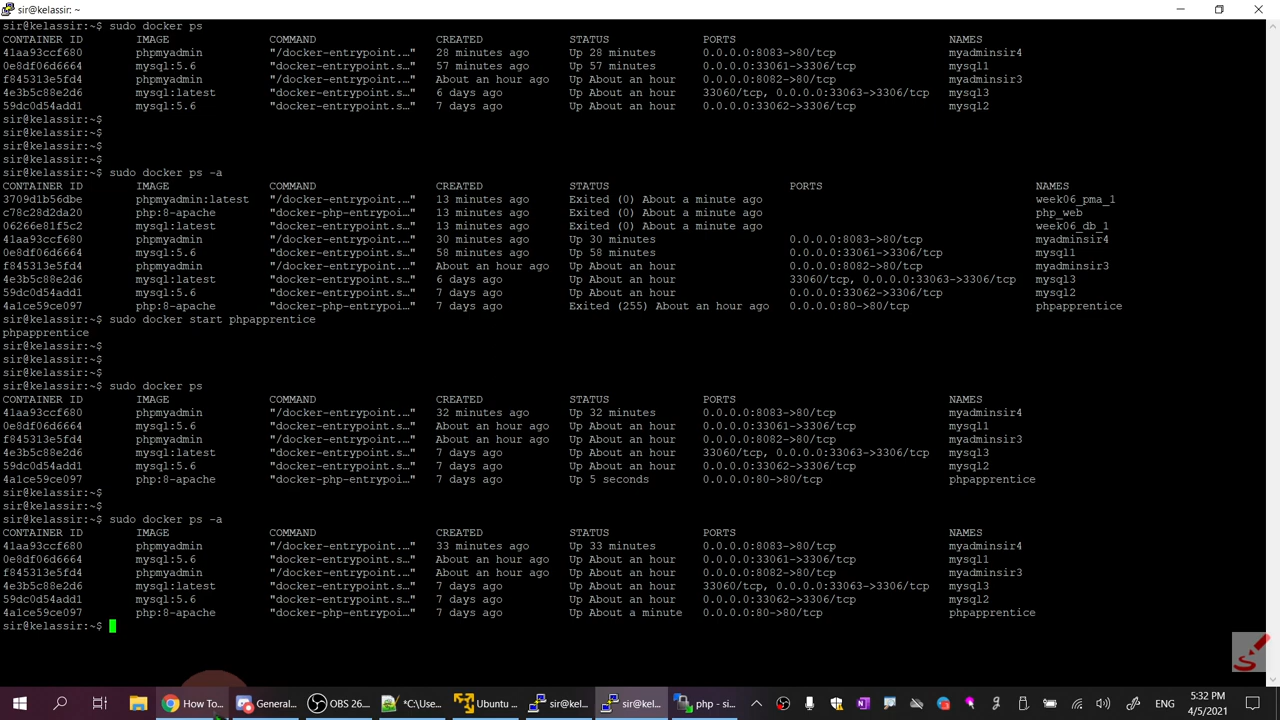 sir@kelassir: ~
sir@kelassir:~$ sudo docker ps
CONTAINER ID IMAGE COMMAND CREATED STATUS PORTS NAMES
41aa93ccf680 phpmyadmin "/docker-entrypoint.…" 28 minutes ago Up 28 minutes 0.0.0.0:8083->80/tcp myadminsir4
0e8df06d6664 mysql:5.6 "docker-entrypoint.s…" 57 minutes ago Up 57 minutes 0.0.0.0:33061->3306/tcp mysql1
f845313e5fd4 phpmyadmin "/docker-entrypoint.…" About an hour ago Up About an hour 0.0.0.0:8082->80/tcp myadminsir3
4e3b5c88e2d6 mysql:latest "docker-entrypoint.s…" 6 days ago Up About an hour 33060/tcp, 0.0.0.0:33063->3306/tcp mysql3
59dc0d54add1 mysql:5.6 "docker-entrypoint.s…" 7 days ago Up About an hour 0.0.0.0:33062->3306/tcp mysql2
sir@kelassir:~$
sir@kelassir:~$
sir@kelassir:~$
sir@kelassir:~$
sir@kelassir:~$ sudo docker ps -a
CONTAINER ID IMAGE COMMAND CREATED STATUS PORTS NAMES
3709d1b56dbe phpmyadmin:latest "/docker-entrypoint.…" 13 minutes ago Exited (0) About a minute ago week06_pma_1
c78c28d2da20 php:8-apache "docker-php-entrypoi…" 13 minutes ago Exited (0) About a minute ago php_web
06266e81f5c2 mysql:latest "docker-entrypoint.s…" 13 minutes ago Exited (0) About a minute ago week06_db_1
41aa93ccf680 phpmyadmin "/docker-entrypoint.…" 30 minutes ago Up 30 minutes 0.0.0.0:8083->80/tcp myadminsir4
0e8df06d6664 mysql:5.6 "docker-entrypoint.s…" 58 minutes ago Up 58 minutes 0.0.0.0:33061->3306/tcp mysql1
f845313e5fd4 phpmyadmin "/docker-entrypoint.…" About an hour ago Up About an hour 0.0.0.0:8082->80/tcp myadminsir3
4e3b5c88e2d6 mysql:latest "docker-entrypoint.s…" 6 days ago Up About an hour 33060/tcp, 0.0.0.0:33063->3306/tcp mysql3
59dc0d54add1 mysql:5.6 "docker-entrypoint.s…" 7 days ago Up About an hour 0.0.0.0:33062->3306/tcp mysql2
4a1ce59ce097 php:8-apache "docker-php-entrypoi…" 7 days ago Exited (255) About an hour ago 0.0.0.0:80->80/tcp phpapprentice
sir@kelassir:~$ sudo docker start phpapprentice
phpapprentice
sir@kelassir:~$
sir@kelassir:~$
sir@kelassir:~$
sir@kelassir:~$ sudo docker ps
CONTAINER ID IMAGE COMMAND CREATED STATUS PORTS NAMES
41aa93ccf680 phpmyadmin "/docker-entrypoint.…" 32 minutes ago Up 32 minutes 0.0.0.0:8083->80/tcp myadminsir4
0e8df06d6664 mysql:5.6 "docker-entrypoint.s…" About an hour ago Up About an hour 0.0.0.0:33061->3306/tcp mysql1
f845313e5fd4 phpmyadmin "/docker-entrypoint.…" About an hour ago Up About an hour 0.0.0.0:8082->80/tcp myadminsir3
4e3b5c88e2d6 mysql:latest "docker-entrypoint.s…" 7 days ago Up About an hour 33060/tcp, 0.0.0.0:33063->3306/tcp mysql3
59dc0d54add1 mysql:5.6 "docker-entrypoint.s…" 7 days ago Up About an hour 0.0.0.0:33062->3306/tcp mysql2
4a1ce59ce097 php:8-apache "docker-php-entrypoi…" 7 days ago Up 5 seconds 0.0.0.0:80->80/tcp phpapprentice
sir@kelassir:~$
sir@kelassir:~$
sir@kelassir:~$ sudo docker ps -a
CONTAINER ID IMAGE COMMAND CREATED STATUS PORTS NAMES
41aa93ccf680 phpmyadmin "/docker-entrypoint.…" 33 minutes ago Up 33 minutes 0.0.0.0:8083->80/tcp myadminsir4
0e8df06d6664 mysql:5.6 "docker-entrypoint.s…" About an hour ago Up About an hour 0.0.0.0:33061->3306/tcp mysql1
f845313e5fd4 phpmyadmin "/docker-entrypoint.…" About an hour ago Up About an hour 0.0.0.0:8082->80/tcp myadminsir3
4e3b5c88e2d6 mysql:latest "docker-entrypoint.s…" 7 days ago Up About an hour 33060/tcp, 0.0.0.0:33063->3306/tcp mysql3
59dc0d54add1 mysql:5.6 "docker-entrypoint.s…" 7 days ago Up About an hour 0.0.0.0:33062->3306/tcp mysql2
4a1ce59ce097 php:8-apache "docker-php-entrypoi…" 7 days ago Up About a minute 0.0.0.0:80->80/tcp phpapprentice
sir@kelassir:~$
How To... General... OBS 26... *C:\Use... Ubuntu ... sir@kel... sir@kel... php - si... ENG 5:32 PM
4/5/2021